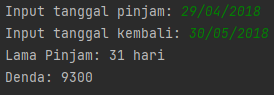 Input tanggal pinjam: 29/04/2018
Input tanggal kembali: 30/05/2018
Lama Pinjam: 31 hari
Denda: 9300